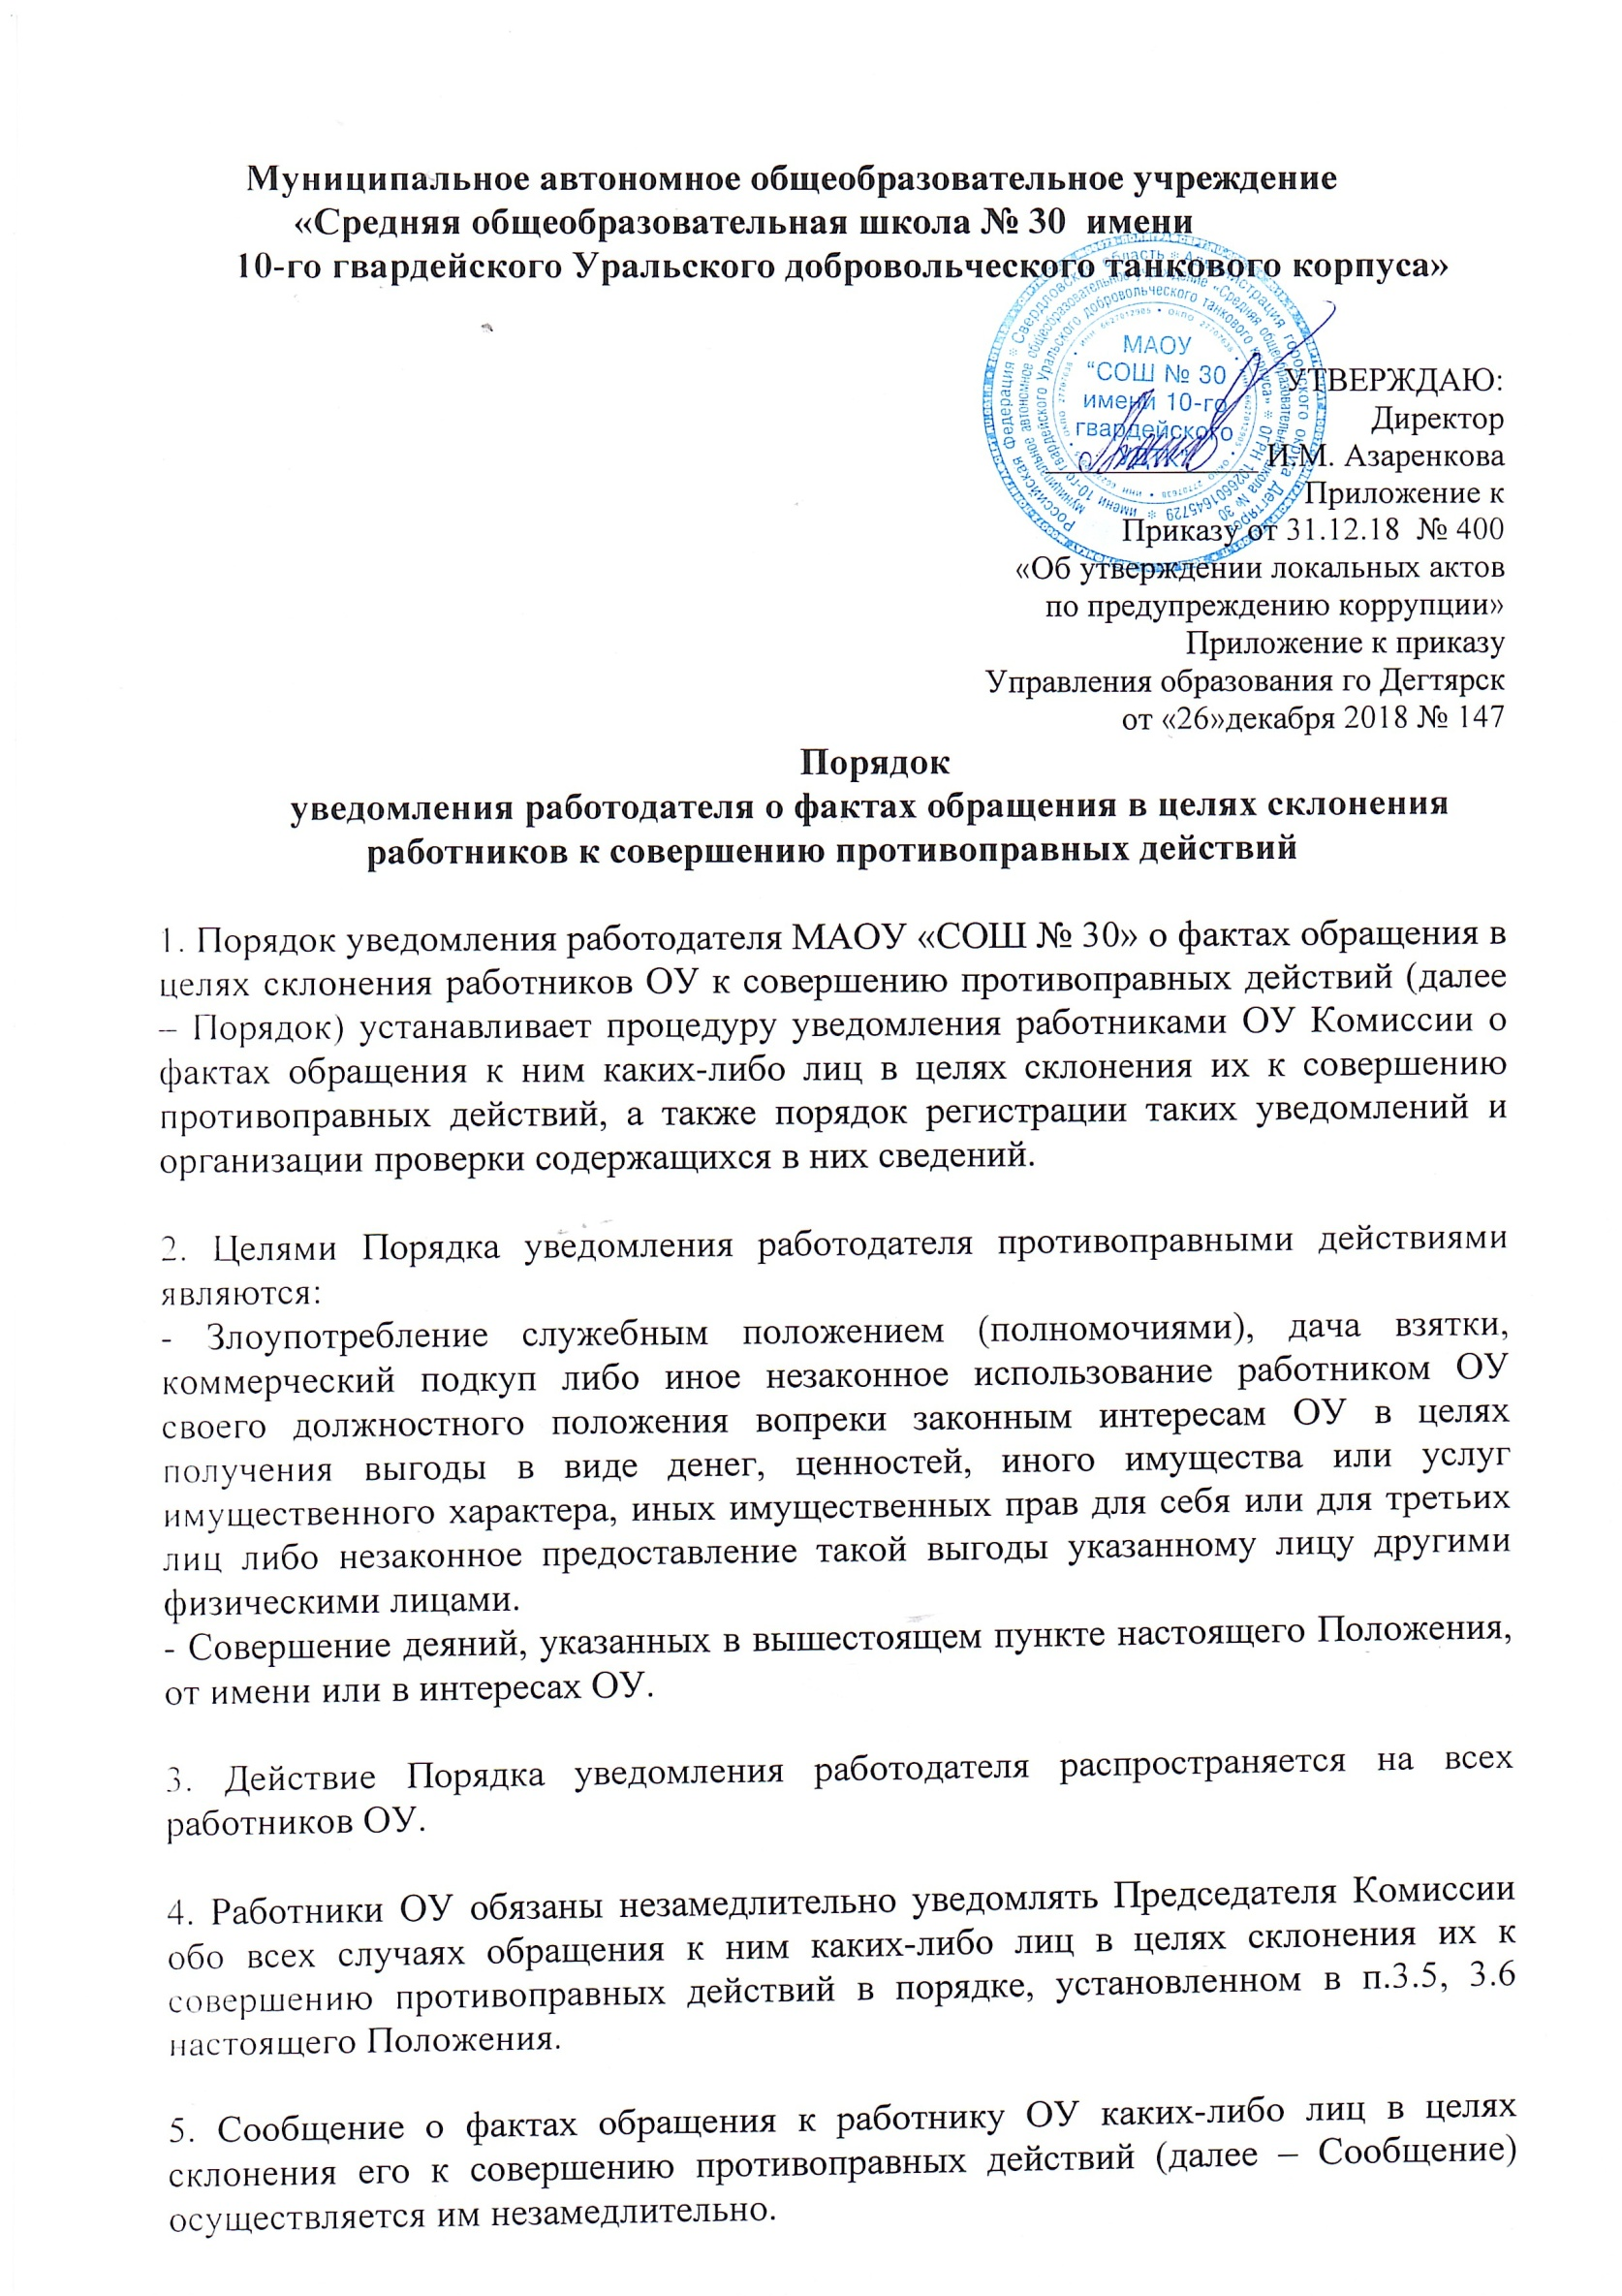 Муниципальное автономное общеобразовательное учреждение
«Средняя общеобразовательная школа № 30 имени
10-го гвардейского Уральского добровольческого танкового корпуса»
МАОУ
"СОШ № 30
имени 10-го
гвардейского
УДТК"
УТВЕРЖДАЮ:
Директор
____________ И.М. Азаренкова
Приложение к
Приказу от 31.12.18 № 400
«Об утверждении локальных актов
по предупреждению коррупции»
Приложение к приказу
Управления образования го Дегтярск
от «26»декабря 2018 № 147
Порядок
уведомления работодателя о фактах обращения в целях склонения
работников к совершению противоправных действий
1. Порядок уведомления работодателя МАОУ «СОШ № 30» о фактах обращения в
целях склонения работников ОУ к совершению противоправных действий (далее
– Порядок) устанавливает процедуру уведомления работниками ОУ Комиссии о
фактах обращения к ним каких-либо лиц в целях склонения их к совершению
противоправных действий, а также порядок регистрации таких уведомлений и
организации проверки содержащихся в них сведений.
2. Целями Порядка уведомления работодателя противоправными действиями
являются:
- Злоупотребление служебным положением (полномочиями), дача взятки,
коммерческий подкуп либо иное незаконное использование работником ОУ
своего должностного положения вопреки законным интересам ОУ в целях
получения выгоды в виде денег, ценностей, иного имущества или услуг
имущественного характера, иных имущественных прав для себя или для третьих
лиц либо незаконное предоставление такой выгоды указанному лицу другими
физическими лицами.
- Совершение деяний, указанных в вышестоящем пункте настоящего Положения,
от имени или в интересах ОУ.
3. Действие Порядка уведомления работодателя распространяется на всех
работников ОУ.
4. Работники ОУ обязаны незамедлительно уведомлять Председателя Комиссии
обо всех случаях обращения к ним каких-либо лиц в целях склонения их к
совершению противоправных действий в порядке, установленном в п.3.5, 3.6
настоящего Положения.
5. Сообщение о фактах обращения к работнику ОУ каких-либо лиц в целях
склонения его к совершению противоправных действий (далее – Сообщение)
осуществляется им незамедлительно.